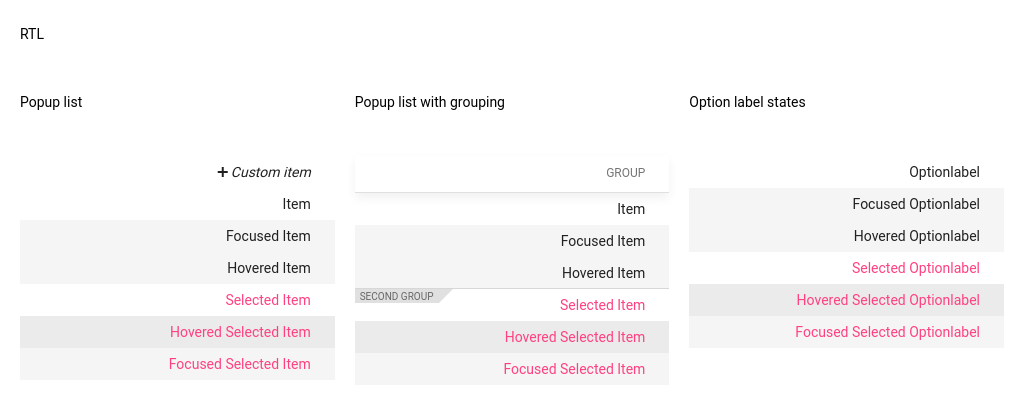 RTL
Popup list
+ Custom item
Item
Focused Item
Hovered Item
Selected Item
Hovered Selected Item
Focused Selected Item
Popup list with grouping
GROUP
Item
Focused Item
Hovered Item
SECOND GROUP
Selected Item
Hovered Selected Item
Focused Selected Item
Option label states
Optionlabel
Focused Optionlabel
Hovered Optionlabel
Selected Optionlabel
Hovered Selected Optionlabel
Focused Selected Optionlabel